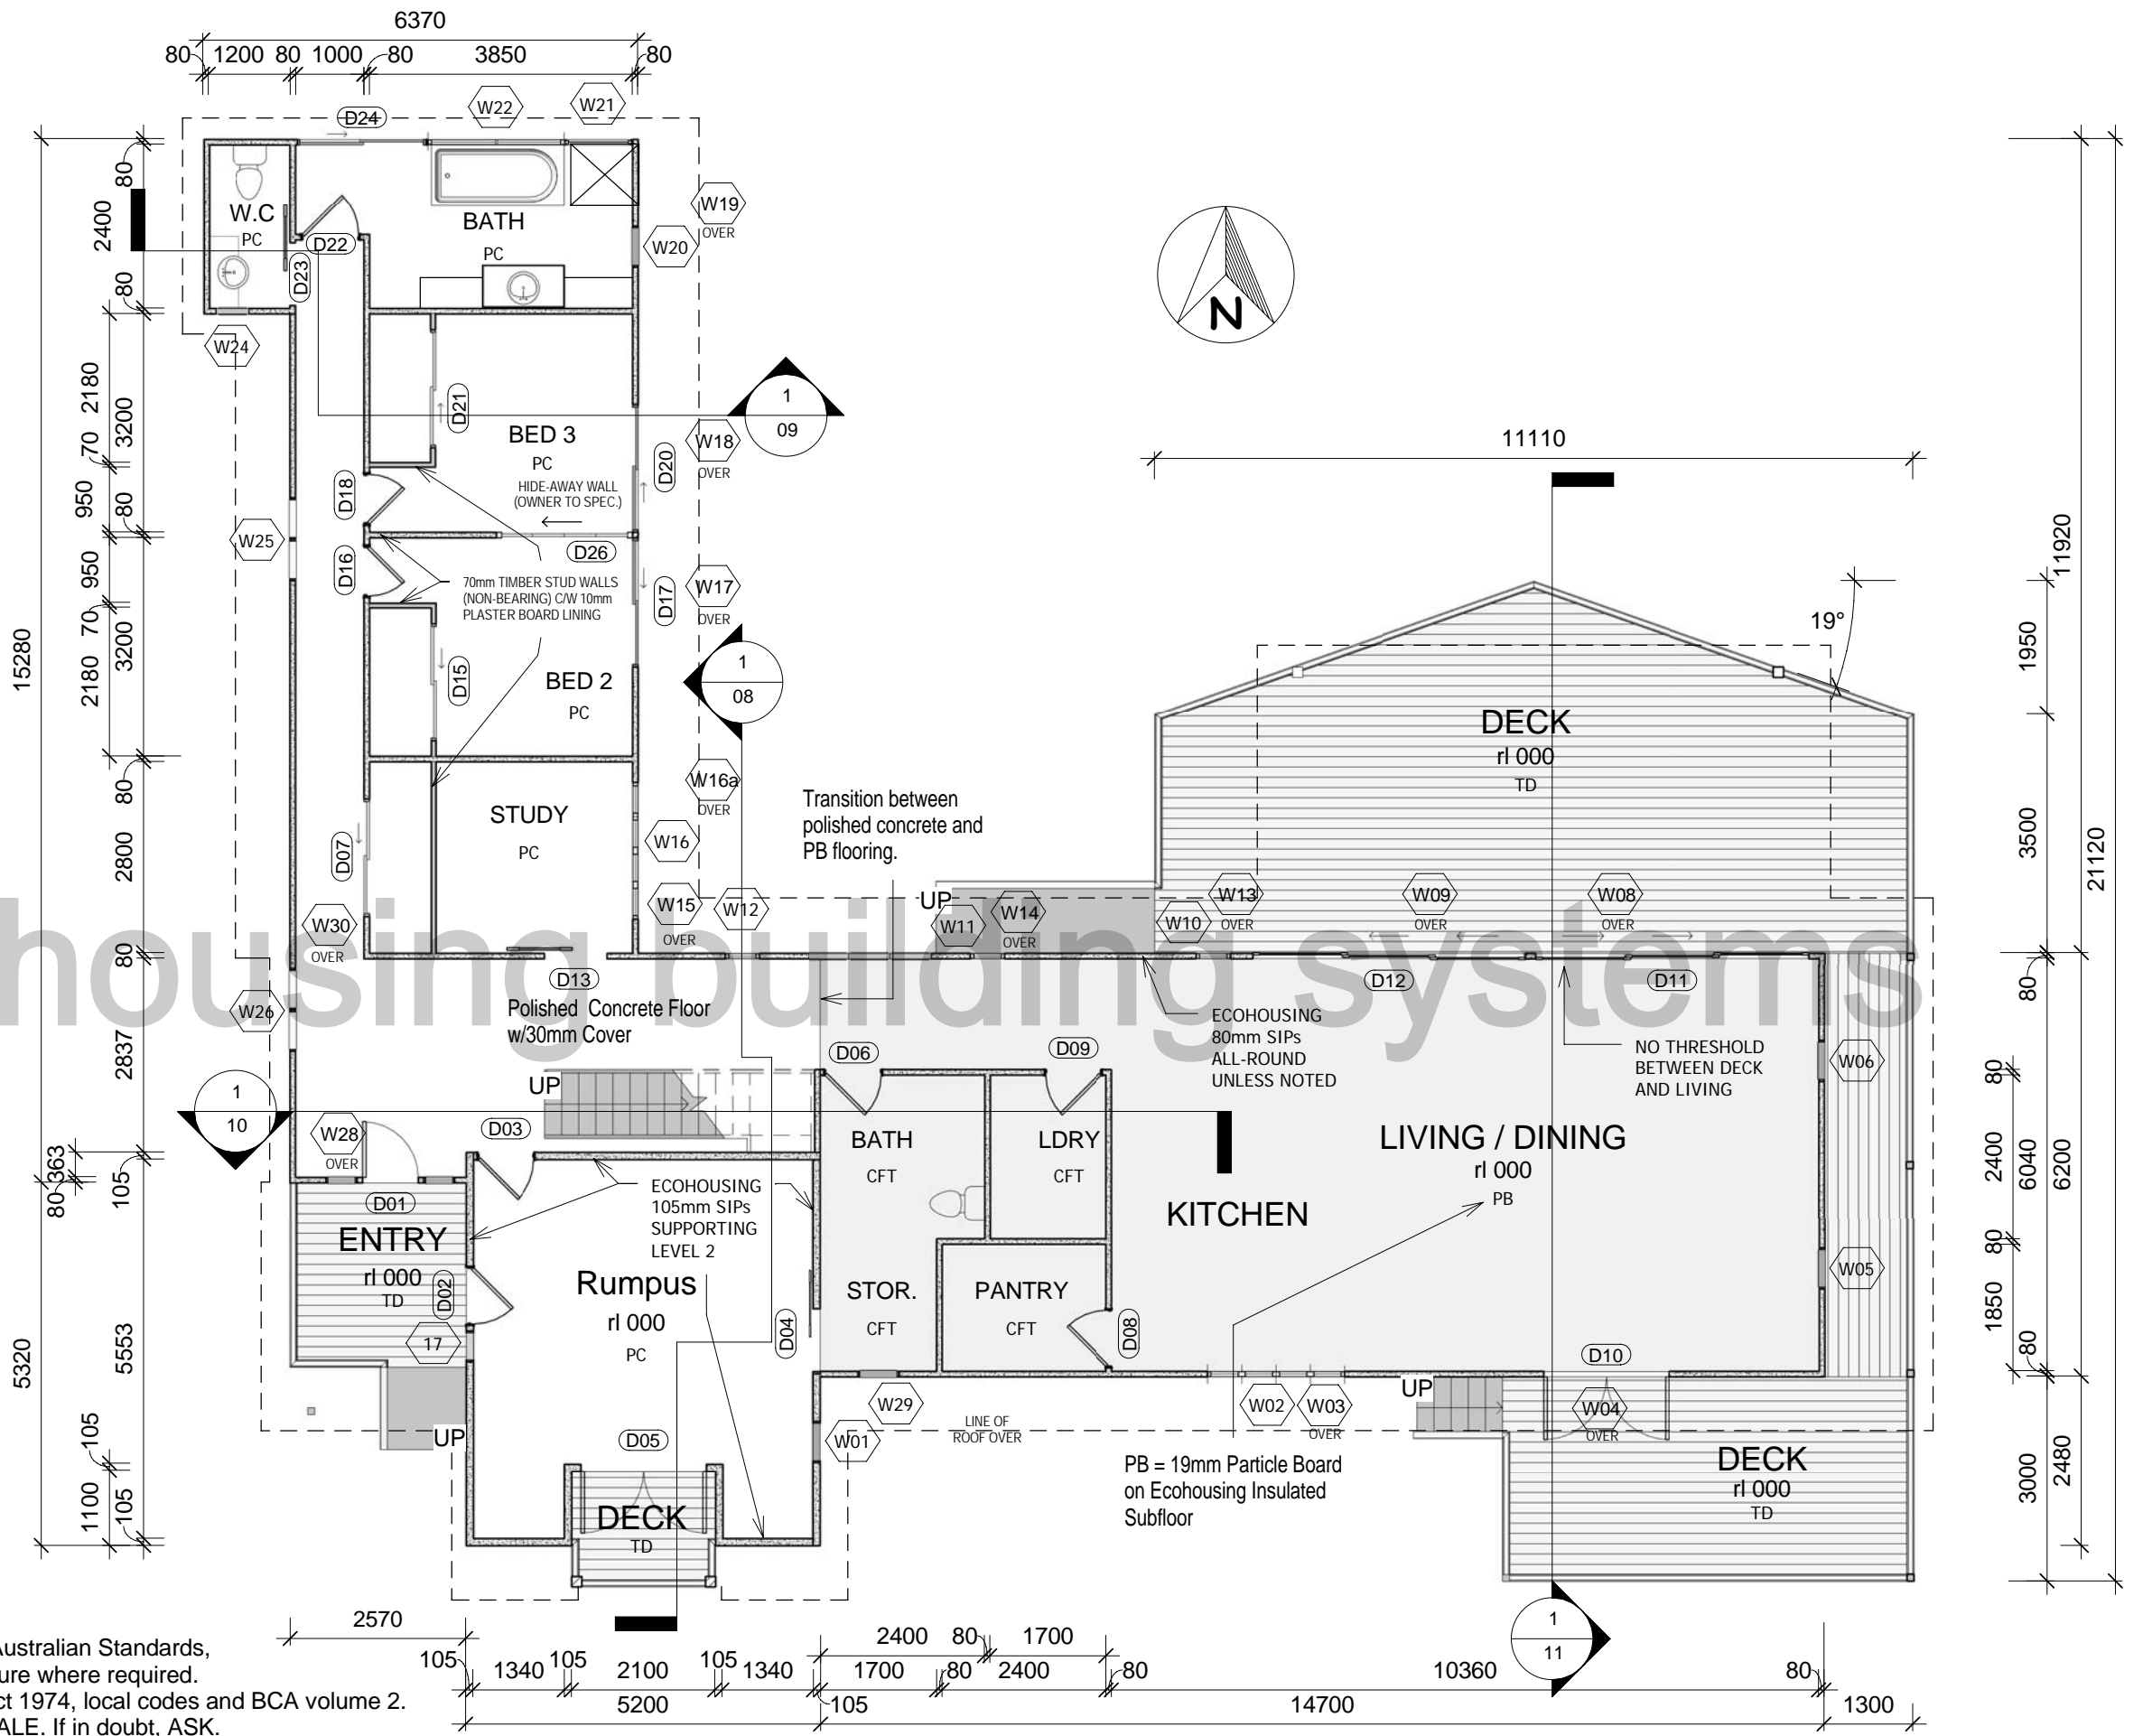 6370
80 1200 80 1000 80 3850 80
D24
W22
W21
W.C
PC
D22
D23
BATH
PC
W19
OVER
W20
W24
N
80
2400
80
2180
3200
70
950
80
950
70
3200
2180
80
2800
80
15280
2837
363
80
105
5553
5320
105
1100
105
D21
BED 3
PC
HIDE-AWAY WALL
(OWNER TO SPEC.)
D20
W18
OVER
1
09
D18
D16
W25
D26
70mm TIMBER STUD WALLS
(NON-BEARING) C/W 10mm
PLASTER BOARD LINING
D17
W17
OVER
D15
BED 2
PC
1
08
W16a
OVER
STUDY
PC
W16
D07
W30
OVER
W15
OVER
W12
Transition between
polished concrete and
PB flooring.
11110
19°
DECK
rl 000
TD
11920
1950
3500
21120
80
80
2400
6040
6200
80
1850
80
3000
2480
UP
W11
W14
OVER
W10
W13
OVER
W09
OVER
W08
OVER
housing building systems
D13
Polished Concrete Floor
w/30mm Cover
W26
D12
D11
ECOHOUSING
80mm SIPs
ALL-ROUND
UNLESS NOTED
NO THRESHOLD
BETWEEN DECK
AND LIVING
W06
D06
D09
UP
1
10
W28
OVER
D03
BATH
CFT
LDRY
CFT
LIVING / DINING
rl 000
PB
KITCHEN
D01
ENTRY
rl 000
TD
D02
17
ECOHOUSING
105mm SIPs
SUPPORTING
LEVEL 2
Rumpus
rl 000
PC
D04
STOR.
CFT
PANTRY
CFT
D08
W05
D10
UP
W29
W02
W03
OVER
W04
OVER
UP
D05
W01
LINE OF
ROOF OVER
DECK
TD
PB = 19mm Particle Board
on Ecohousing Insulated
Subfloor
DECK
rl 000
TD
1
11
2570
2400 80 1700
105 1340 105 2100 105 1340 1700 80 2400 80 10360 80
5200 105 14700 1300
Australian Standards,
ure where required.
ct 1974, local codes and BCA volume 2.
ALE. If in doubt, ASK.